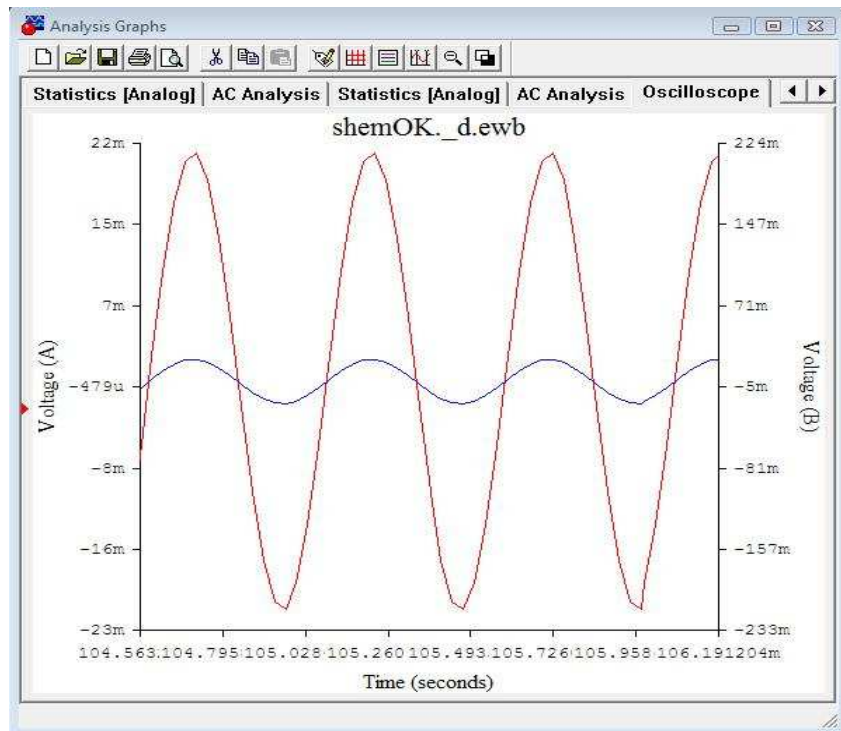 Analysis Graphs
Statistics [Analog] AC Analysis Statistics [Analog] AC Analysis Oscilloscope
shemOK._d.ewb
22m 224m
15m 147m
7m 71m
-479u -5m
-8m -81m
-16m -157m
-23m -233m
Voltage (A)
Voltage (B)
104.563 104.795 105.028 105.260 105.493 105.726 105.958 106.191204m
Time (seconds)